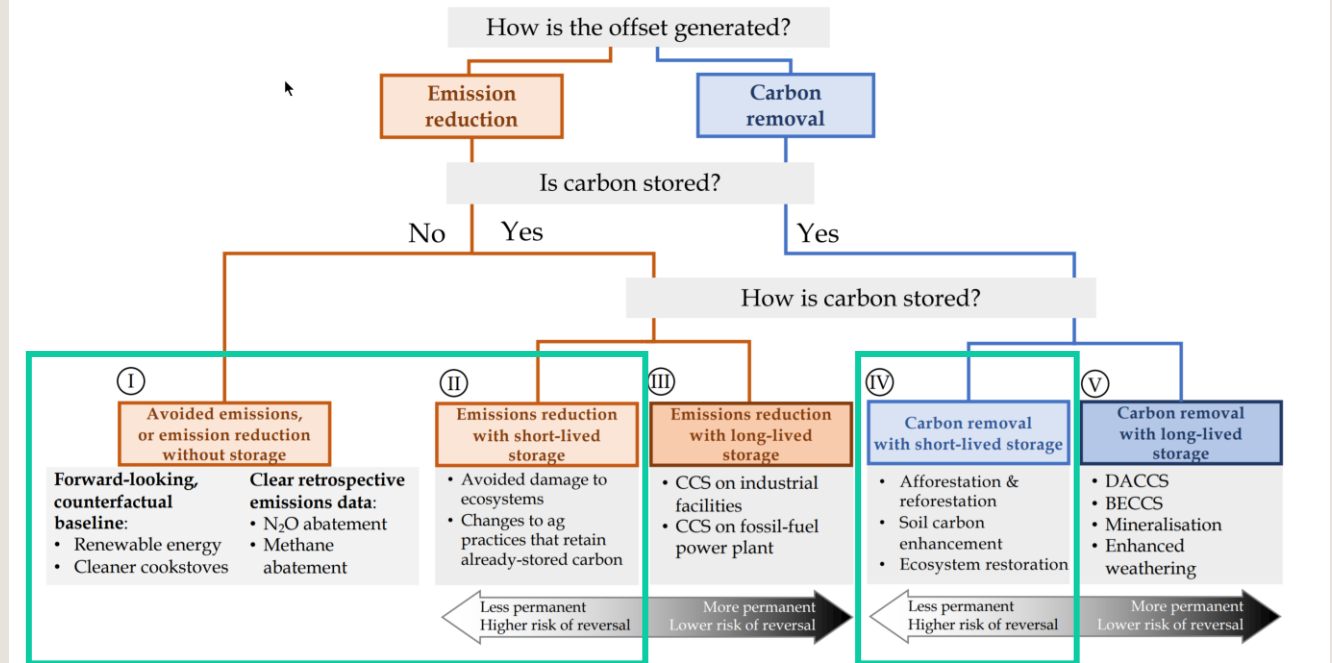 How is the offset generated?
Emission
reduction
Carbon
removal
Is carbon stored?
No
Yes
Yes
How is carbon stored?
I
Avoided emissions,
or emission reduction
without storage
Forward-looking,
counterfactual
baseline:
• Renewable energy
• Cleaner cookstoves
Clear retrospective
emissions data:
• N₂O abatement
• Methane
abatement
II
Emissions reduction
with short-lived
storage
• Avoided damage to
ecosystems
• Changes to ag
practices that retain
already-stored carbon
III
Emissions reduction
with long-lived
storage
• CCS on industrial
facilities
• CCS on fossil-fuel
power plant
Less permanent
Higher risk of reversal
More permanent
Lower risk of reversal
IV
Carbon removal
with short-lived storage
• Afforestation &
reforestation
• Soil carbon
enhancement
• Ecosystem restoration
V
Carbon removal
with long-lived
storage
• DACCS
• BECCS
• Mineralisation
• Enhanced
weathering
Less permanent
Higher risk of reversal
More permanent
Lower risk of reversal